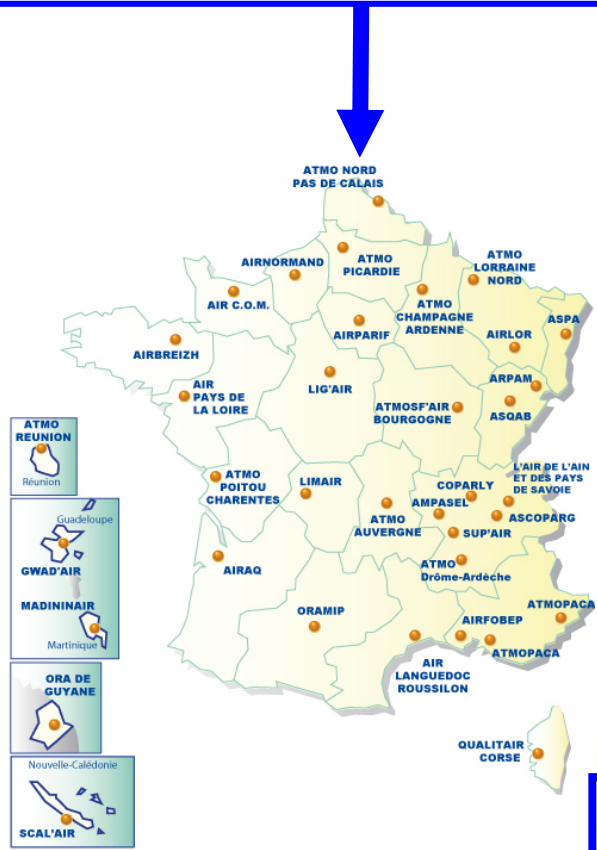 ATMO NORD
PAS DE CALAIS
AIRNORMAND
ATMO
PICARDIE
ATMO
LORRAINE
NORD
AIR C.O.M.
ATMO
CHAMPAGNE
ARDENNE
ASPA
AIRPARIF
AIRLOR
AIRBREIZH
AIR
PAYS DE
LA LOIRE
LIG'AIR
ARPAM
ATMOSF'AIR
BOURGOGNE
ASQAB
ATMO
REUNION
Réunion
ATMO
POITOU
CHARENTES
LIMAIR
COPARLY
L'AIR DE L'AIN
ET DES PAYS
DE SAVOIE
AMPASEL
ASCOPARG
ATMO
AUVERGNE
SUP'AIR
Guadeloupe
GWAD'AIR
AIRAQ
ATMO
Drôme-Ardèche
MADININAIR
Martinique
ORAMIP
AIRFOBEP
ATMOPACA
ATMOPACA
AIR
LANGUEDOC
ROUSSILON
ORA DE
GUYANE
QUALITAIR
CORSE
Nouvelle-Calédonie
SCAL'AIR